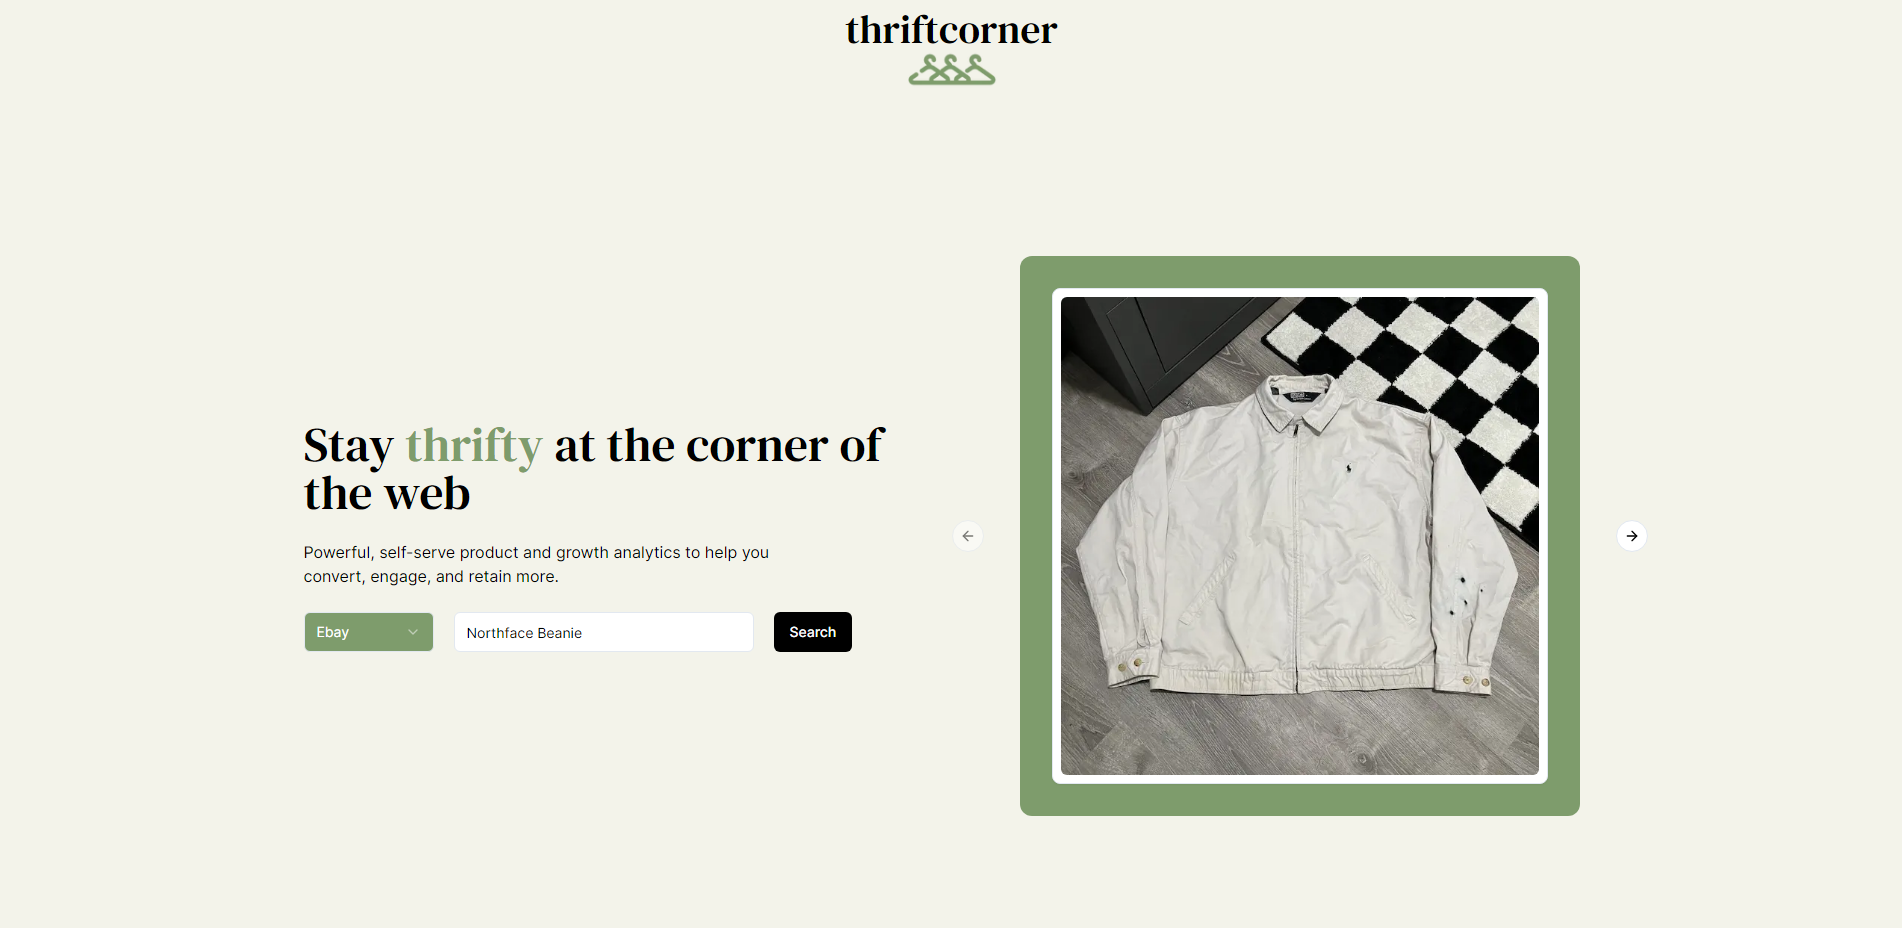 thriftcorner
Stay thrifty at the corner of
the web
Powerful, self-serve product and growth analytics to help you
convert, engage, and retain more.
Ebay
Northface Beanie
Search